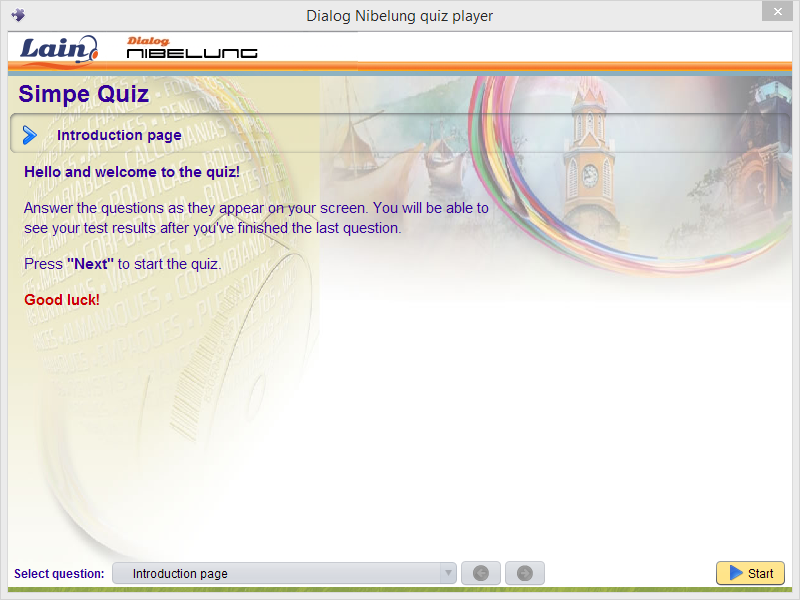 Dialog Nibelung quiz player
Lain
Dialog
NIBELUNG
Simpe Quiz
Introduction page
Hello and welcome to the quiz!
Answer the questions as they appear on your screen. You will be able to
see your test results after you've finished the last question.
Press "Next" to start the quiz.
Good luck!
Select question:
Introduction page
Start